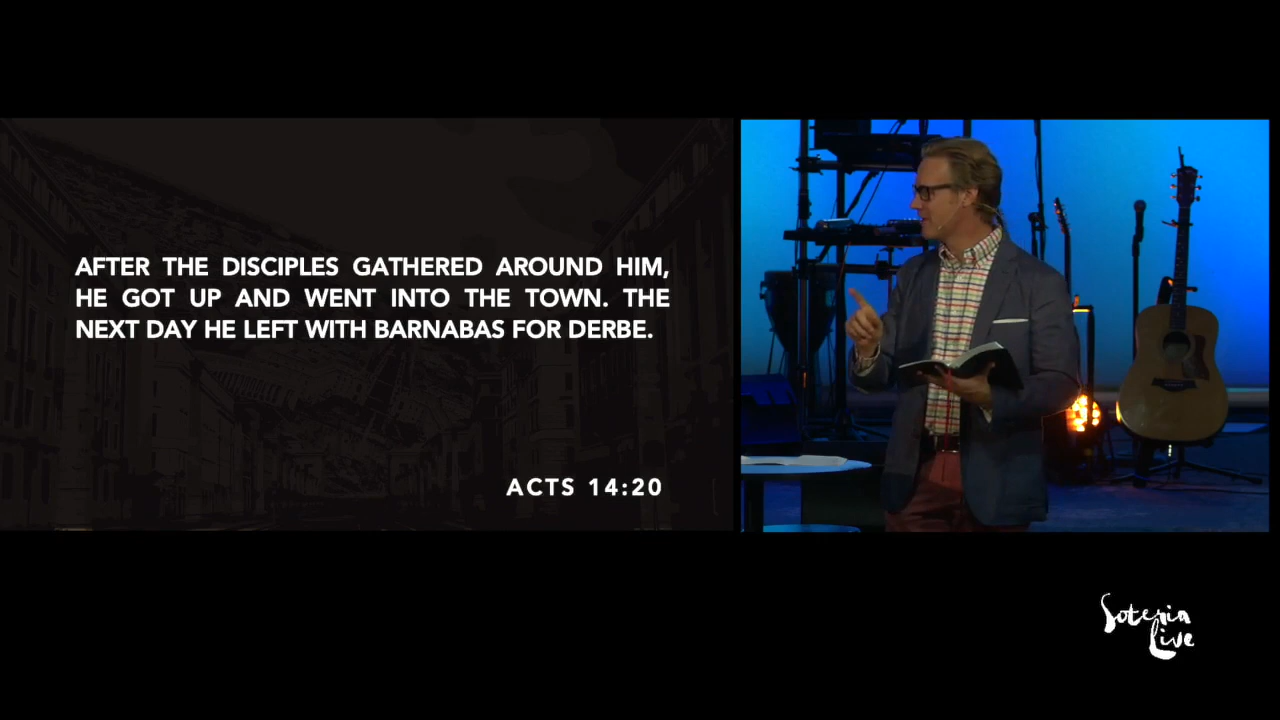 AFTER THE DISCIPLES GATHERED AROUND HIM,
HE GOT UP AND WENT INTO THE TOWN. THE
NEXT DAY HE LEFT WITH BARNABAS FOR DERBE.
ACTS 14:20
Soteria
Live